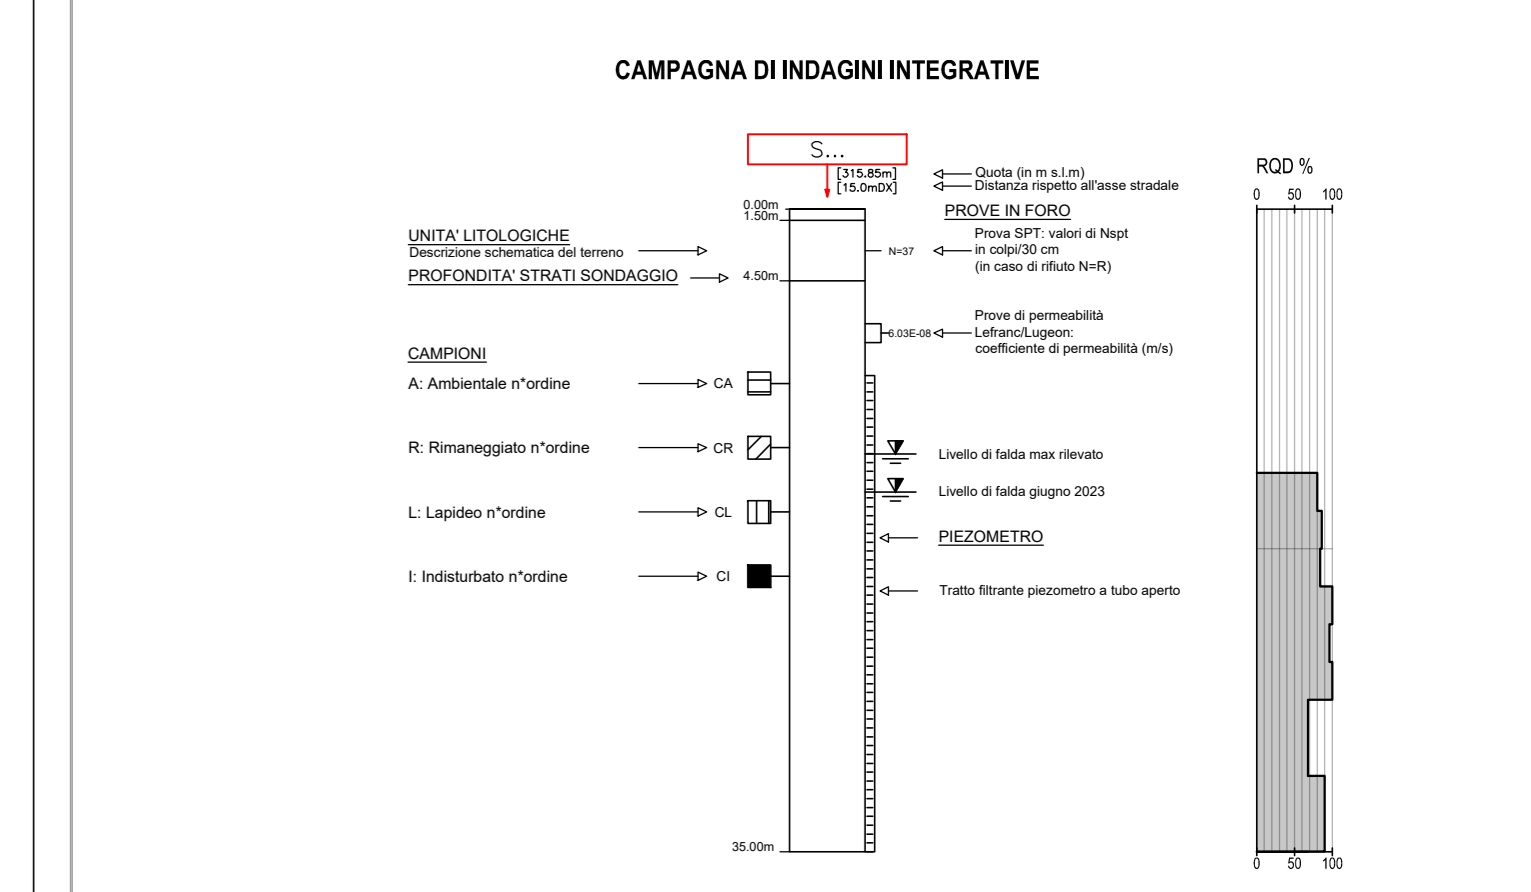 CAMPAGNA DI INDAGINI INTEGRATIVE
S...
[315.85m]
[15.0mDX]
Quota (in m s.l.m)
Distanza rispetto all'asse stradale
RQD %
0 50 100
0.00m
1.50m
PROVE IN FORO
UNITA' LITOLOGICHE
Descrizione schematica del terreno
N=37
Prova SPT: valori di Nspt
in colpi/30 cm
(in caso di rifiuto N=R)
PROFONDITA' STRATI SONDAGGIO
4.50m
6.03E-08
Prove di permeabilità
Lefranc/Lugeon:
coefficiente di permeabilità (m/s)
CAMPIONI
A: Ambientale n*ordine
CA
R: Rimaneggiato n*ordine
CR
Livello di falda max rilevato
Livello di falda giugno 2023
L: Lapideo n*ordine
CL
PIEZOMETRO
I: Indisturbato n*ordine
CI
Tratto filtrante piezometro a tubo aperto
35.00m
0 50 100